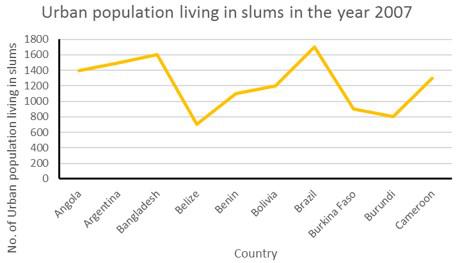 Urban population living in slums in the year 2007
No. of Urban population living in slums
1800
1600
1400
1200
1000
800
600
400
200
0
Angola
Argentina
Bangladesh
Belize
Benin
Bolivia
Brazil
Burkina Faso
Burundi
Cameroon
Country